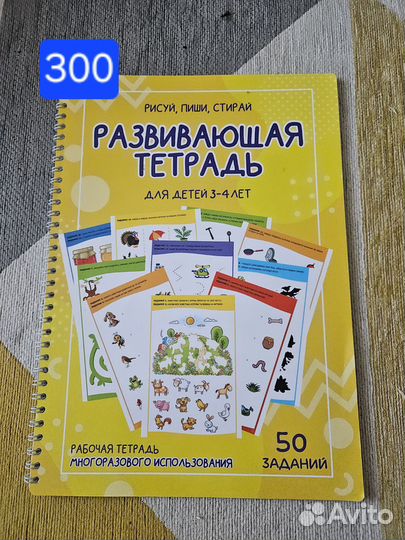 300
РИСУЙ, ПИШИ, СТИРАЙ
РАЗВИВАЮЩАЯ
ТЕТРАДЬ
ДЛЯ ДЕТЕЙ 3-4 ЛЕТ
РАБОЧАЯ ТЕТРАДЬ
МНОГОРАЗОВОГО ИСПОЛЬЗОВАНИЯ
50
ЗАДАНИЙ
Avito